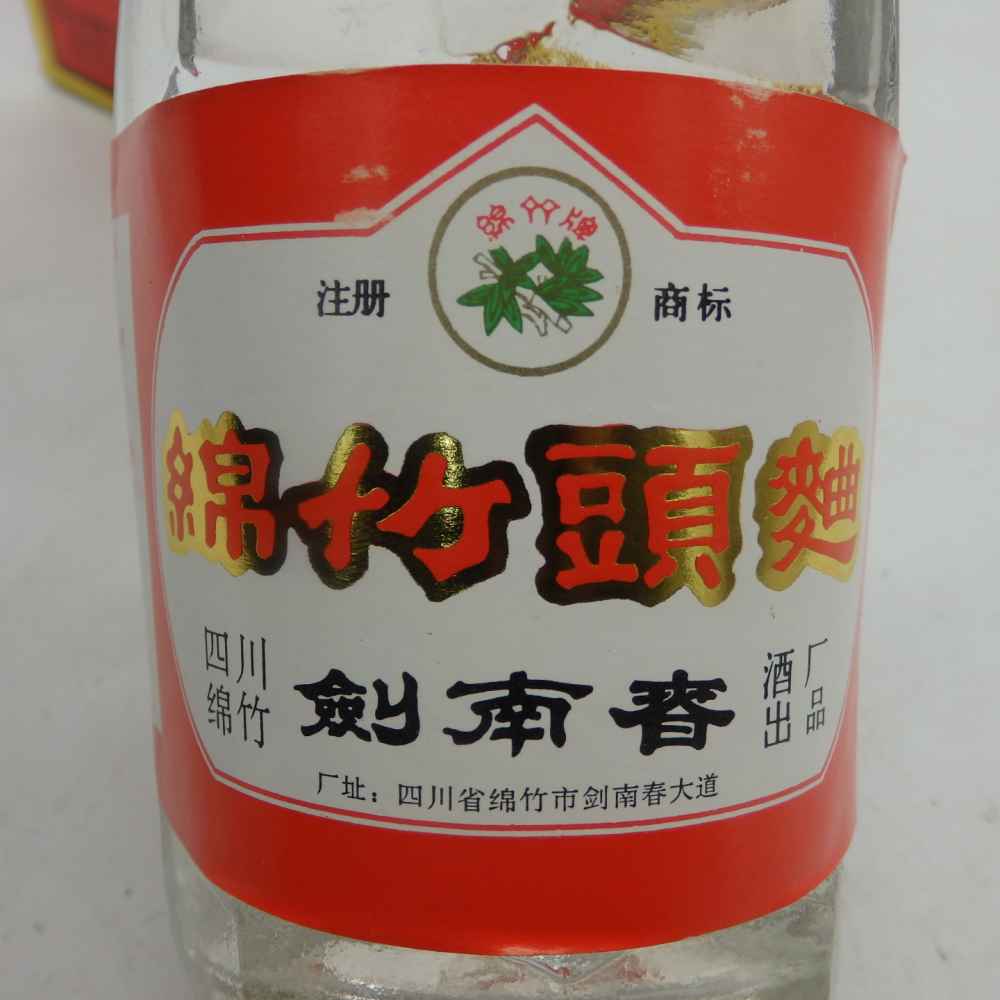 綿竹牌
注册
商标
綿竹頭麯
四川
绵竹
劍南春
酒厂
出品
厂址：四川省绵竹市剑南春大道